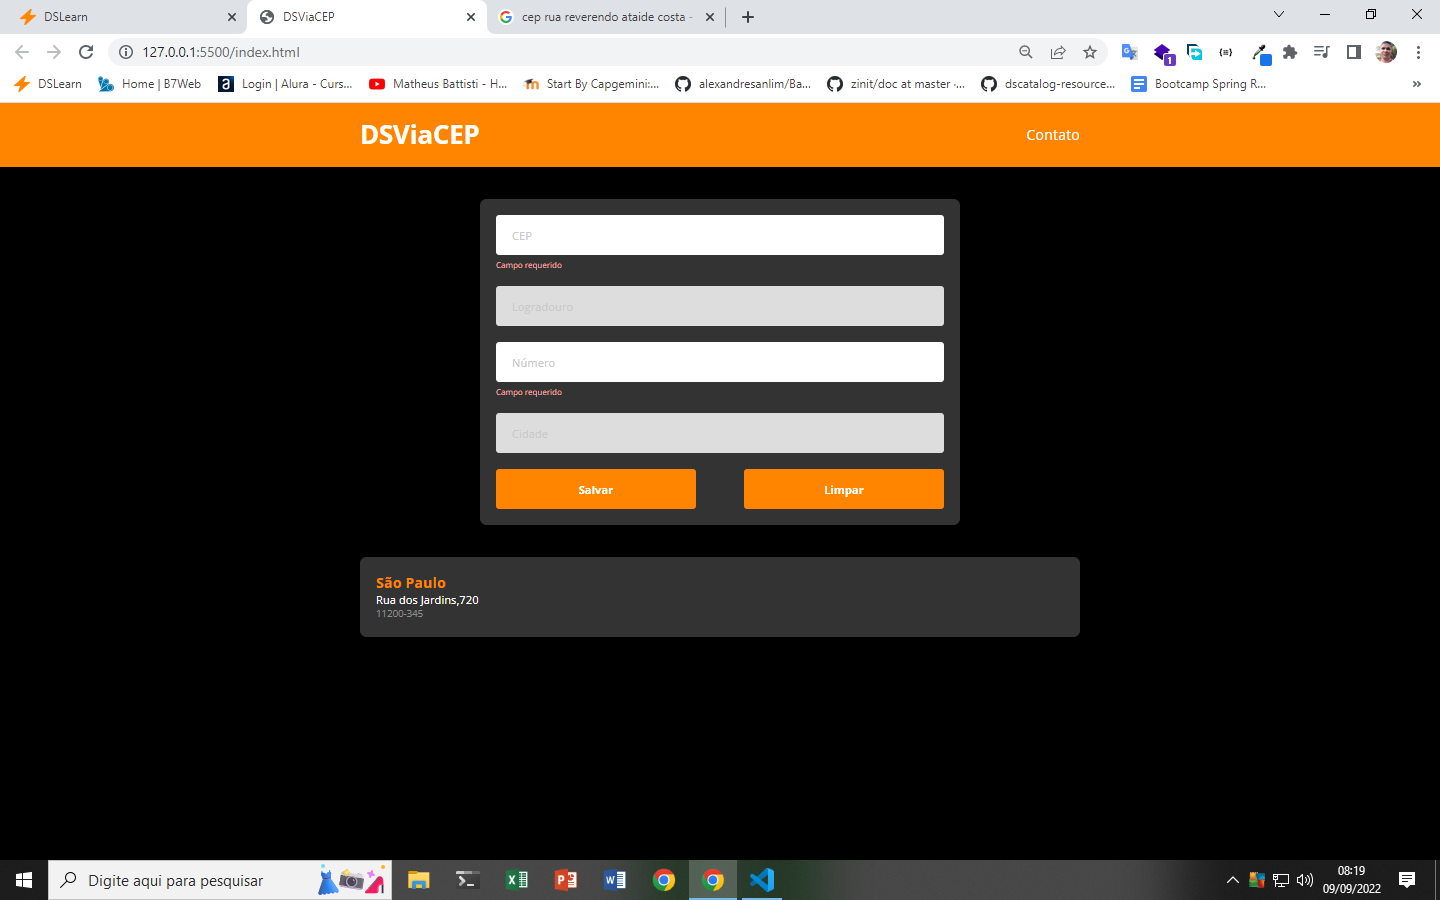 DSLearn
DSViaCEP
cep rua reverendo ataide costa -
127.0.0.1:5500/index.html
1
DSLearn
Home | B7Web
Login | Alura - Curs...
Matheus Battisti - H...
Start By Capgemini:...
alexandresanlim/Ba...
zinit/doc at master ·...
dscatalog-resource...
Bootcamp Spring R...
»
DSViaCEP
Contato
CEP
Campo requerido
Logradouro
Número
Campo requerido
Cidade
Salvar
Limpar
São Paulo
Rua dos Jardins,720
11200-345
Digite aqui para pesquisar
08:19
09/09/2022